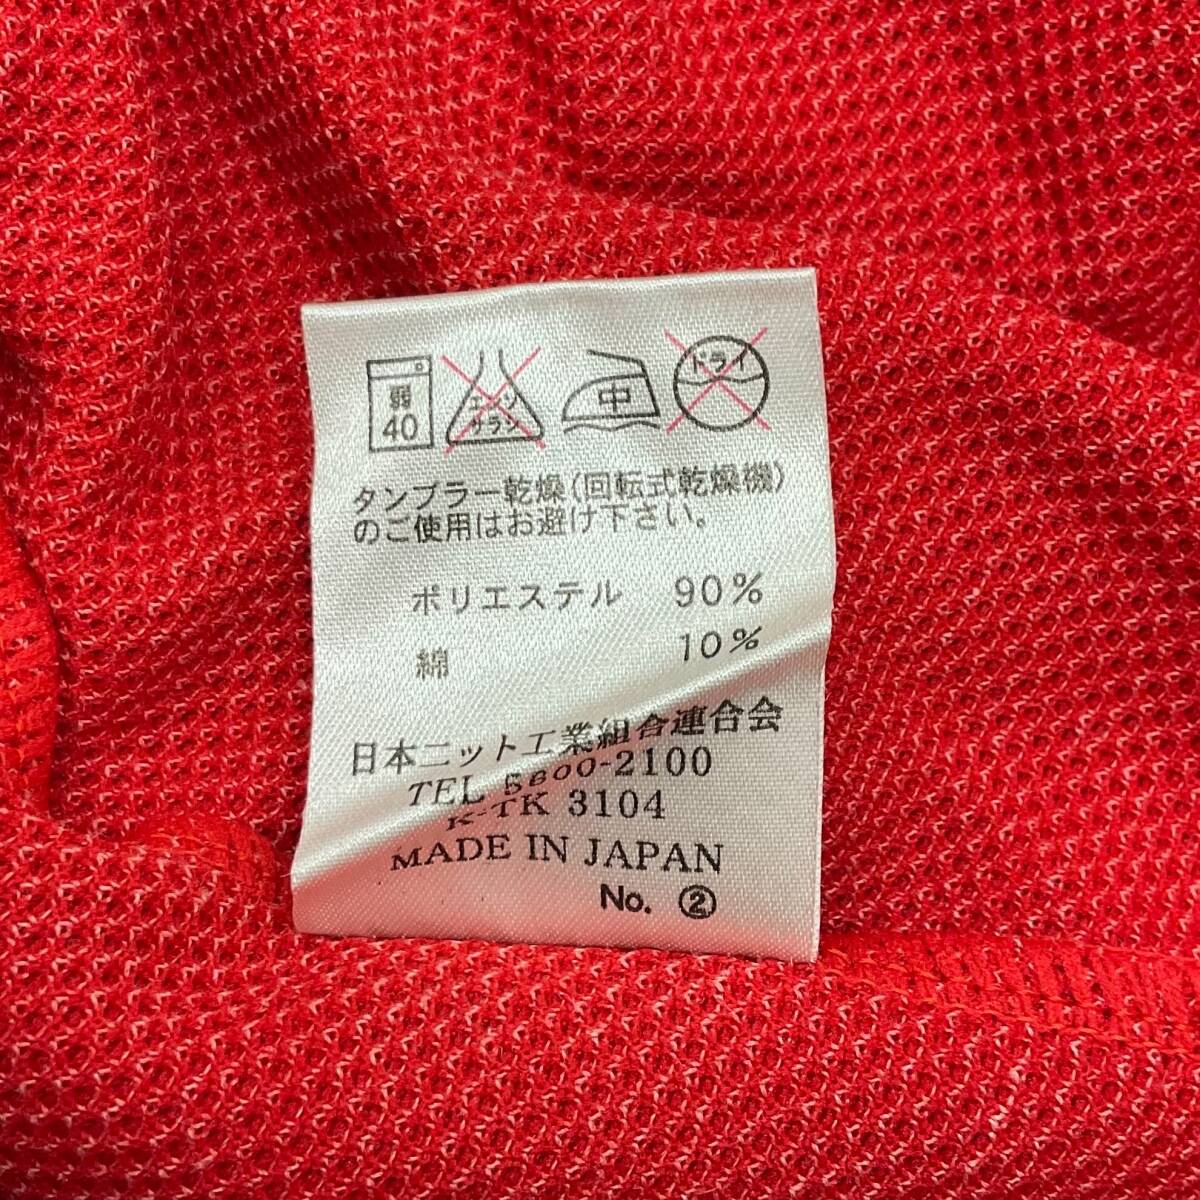 弱
40
エンソ
サラシ
中
ドライ
タンブラー乾燥(回転式乾燥機)
のご使用はお避け下さい。
ポリエステル 90%
綿 10%
日本ニット工業組合連合会
TEL 5600-2100
K-TK 3104
MADE IN JAPAN
No. ②